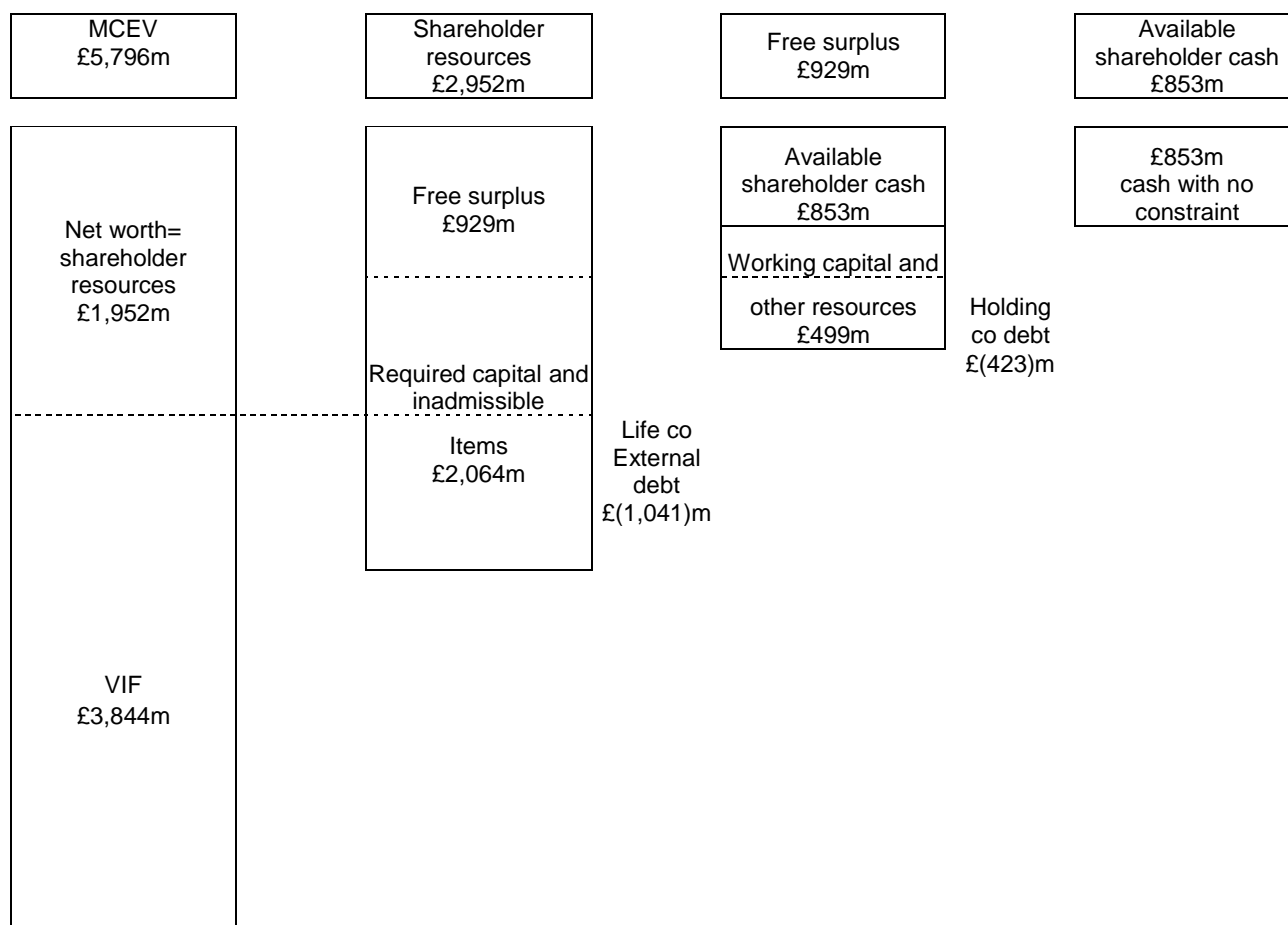 MCEV
£5,796m
Shareholder
resources
£2,952m
Free surplus
£929m
Available
shareholder cash
£853m
Net worth=
shareholder
resources
£1,952m
VIF
£3,844m
Free surplus
£929m
Required capital and
inadmissible
Items
£2,064m
Life co
External
debt
£(1,041)m
Available
shareholder cash
£853m
Working capital and
other resources
£499m
Holding
co debt
£(423)m
£853m
cash with no
constraint